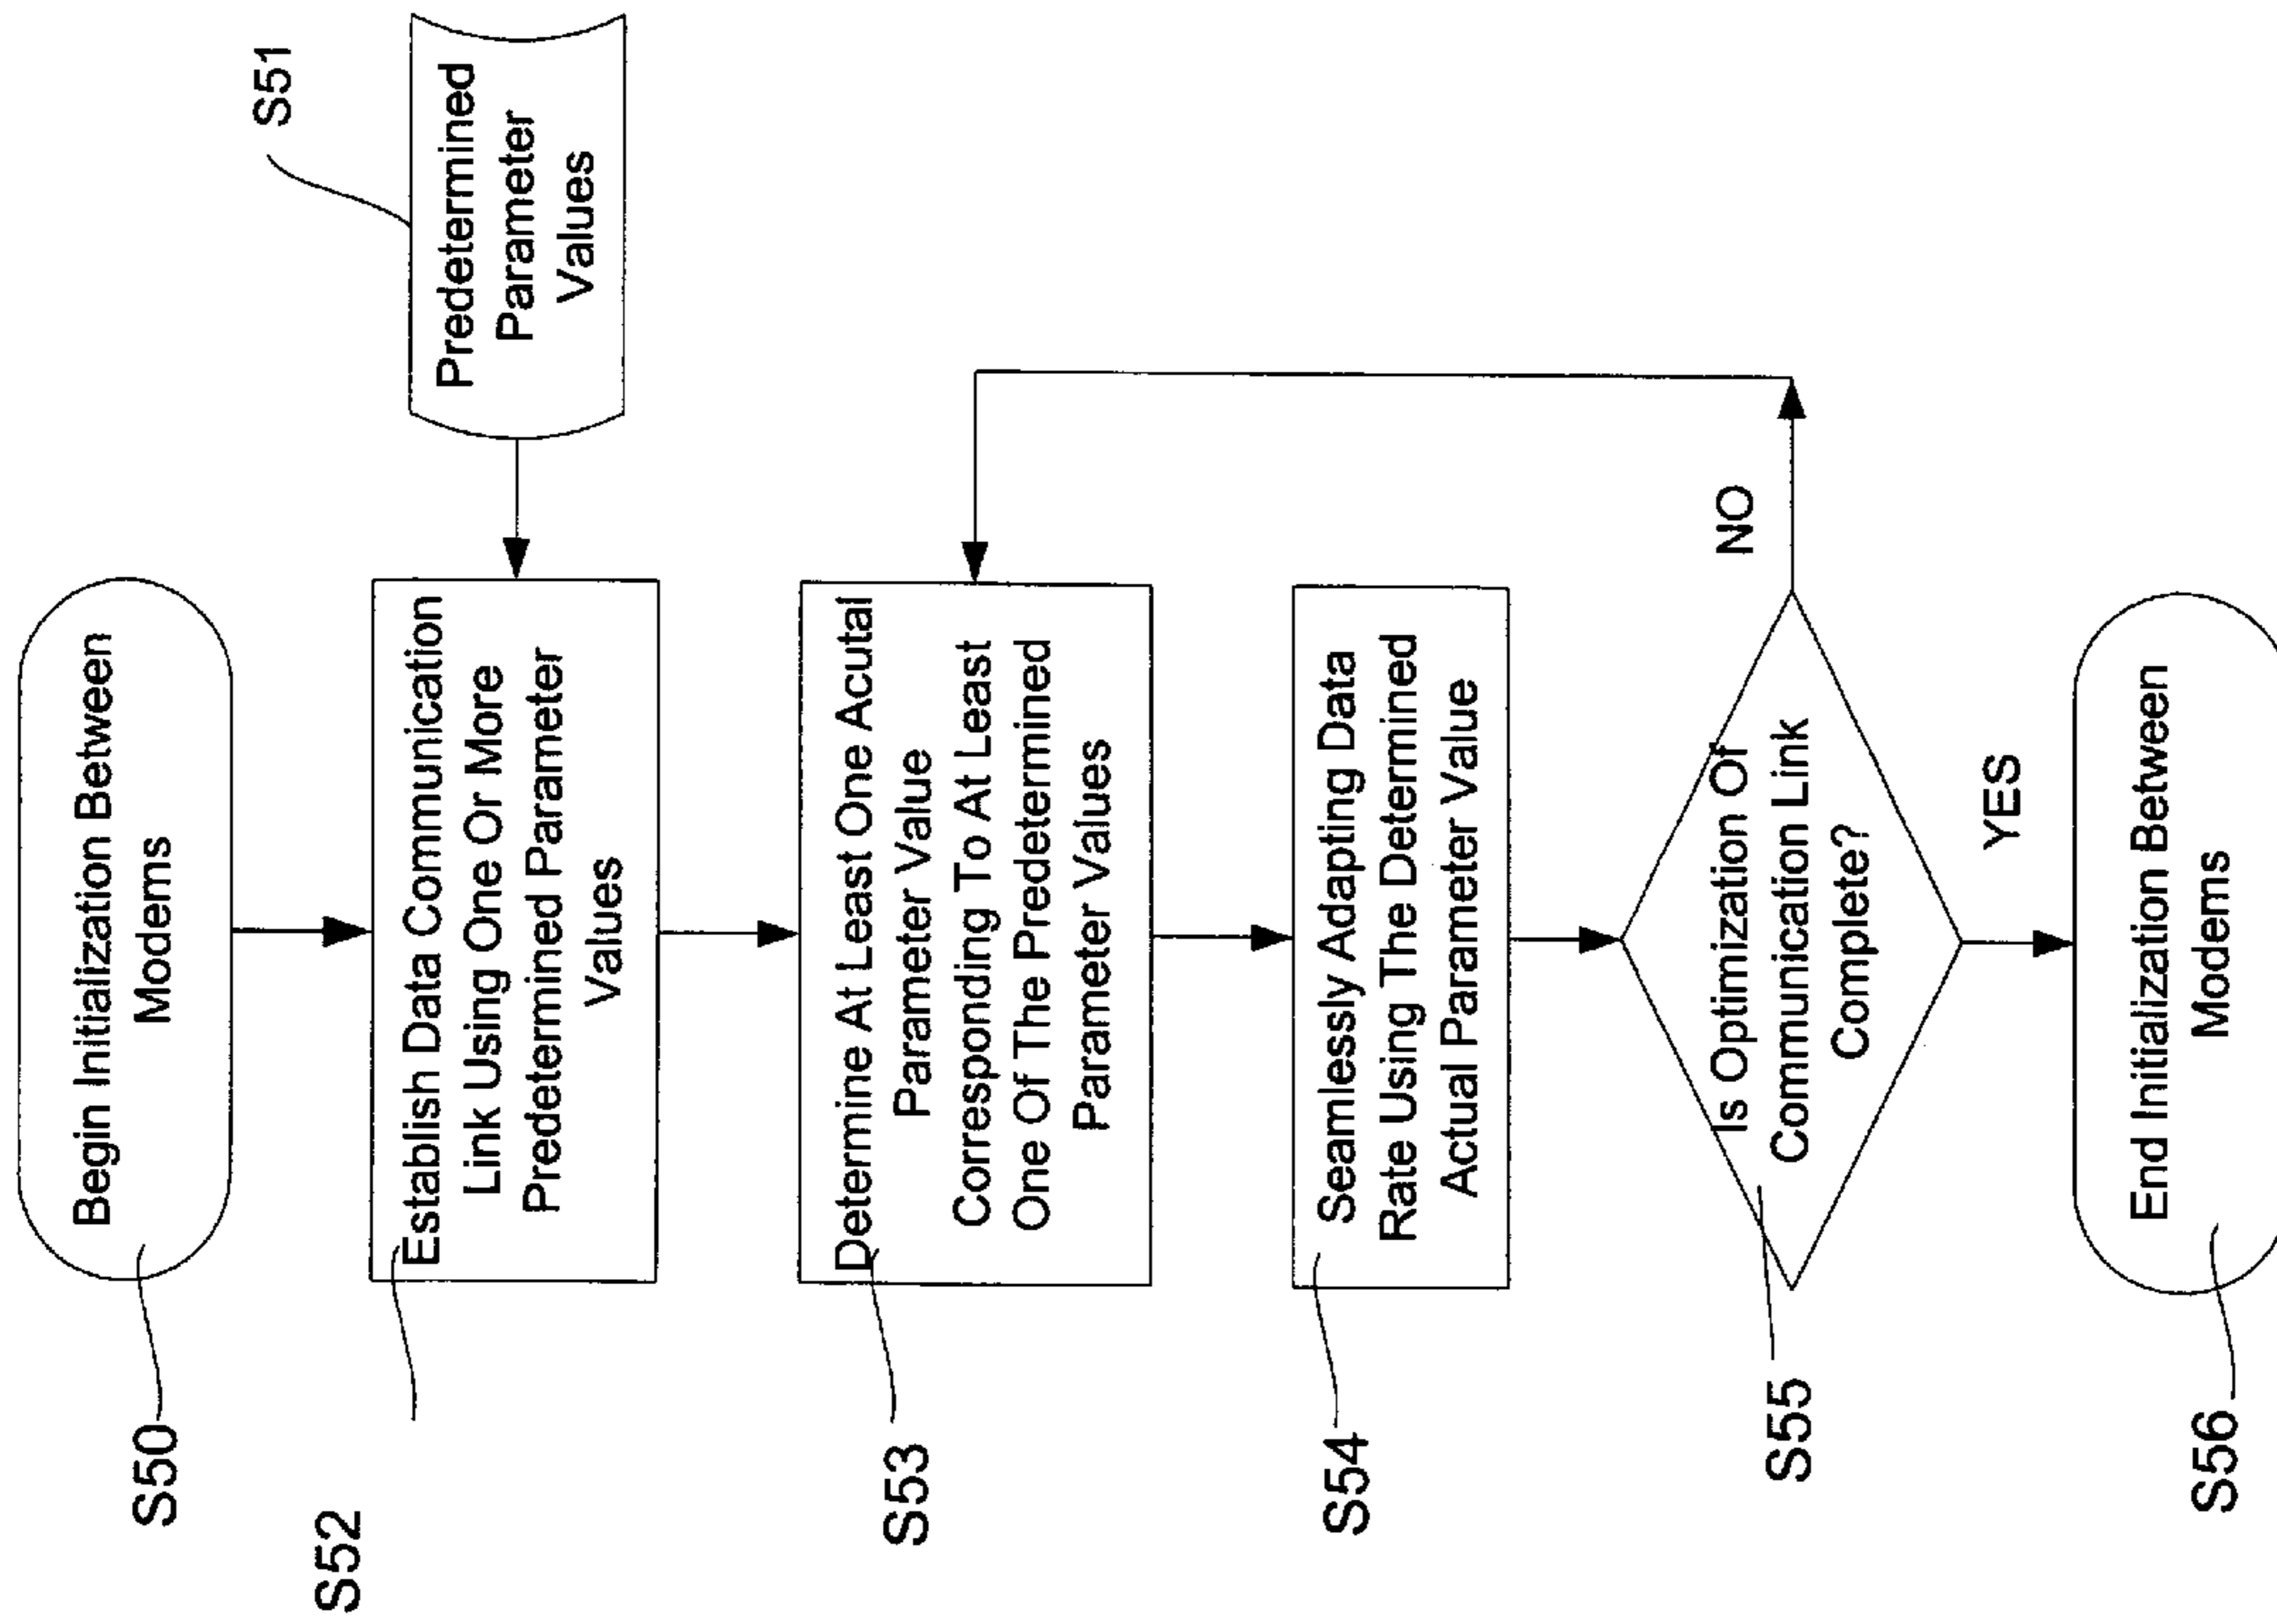 S50
Begin Initialization Between
Modems
S51
Predetermined
Parameter
Values
S52
Establish Data Communication
Link Using One Or More
Predetermined Parameter
Values
S53
Determine At Least One Acutal
Parameter Value
Corresponding To At Least
One Of The Predetermined
Parameter Values
S54
Seamlessly Adapting Data
Rate Using The Determined
Actual Parameter Value
S55
Is Optimization Of
Communication Link
Complete?
NO
YES
S56
End Initialization Between
Modems